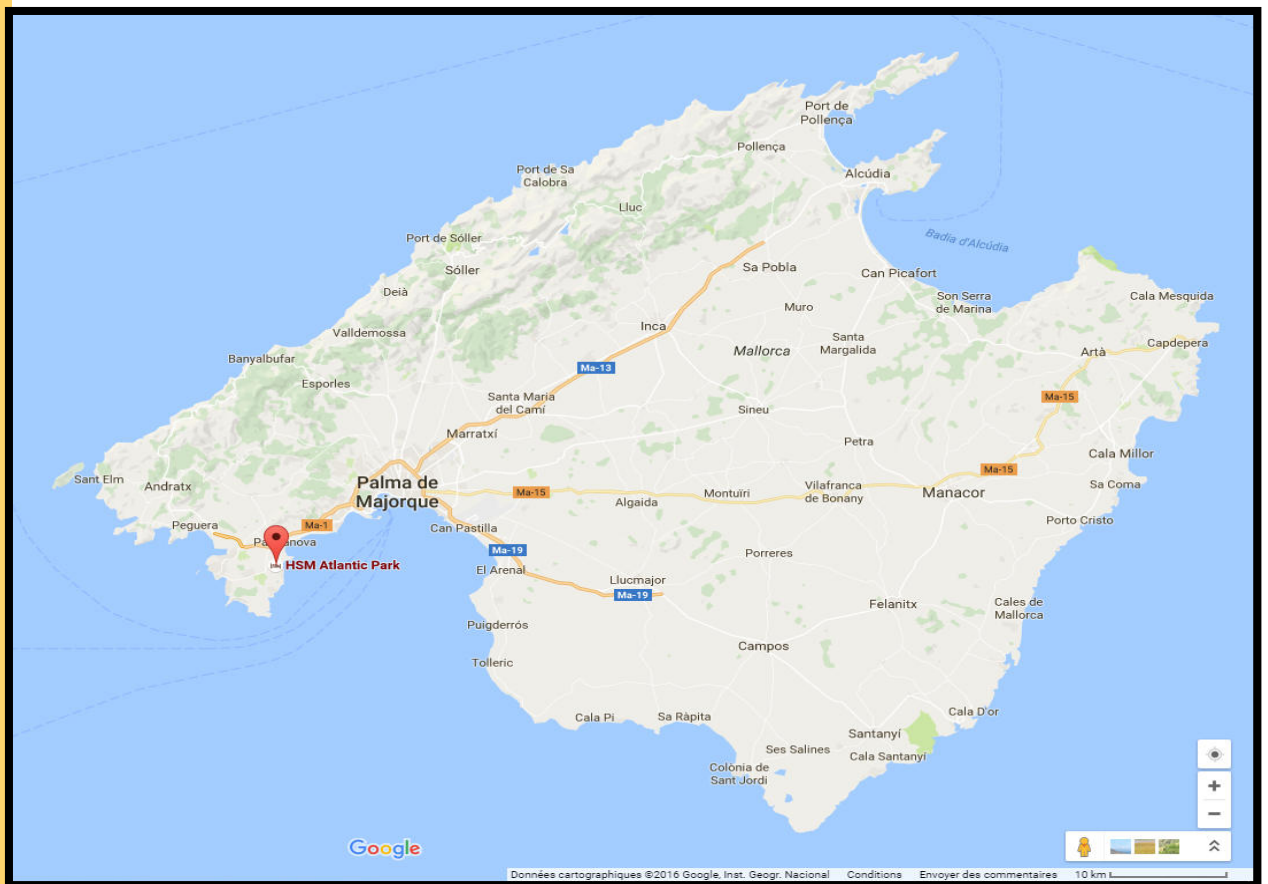 Port de
Pollença
Pollença
Port de Sa
Calobra
Alcúdia
Lluc
Port de Sóller
Badia d'Alcúdia
Sóller
Sa Pobla
Can Picafort
Deià
Son Serra
de Marina
Cala Mesquida
Muro
Valldemossa
Inca
Santa
Margalida
Capdepera
Mallorca
Artà
Banyalbufar
Ma-13
Esporles
Santa Maria
del Camí
Ma-15
Sineu
Marratxí
Petra
Cala Millor
Ma-15
Sant Elm
Andratx
Palma de
Majorque
Ma-15
Montuïri
Vilafranca
de Bonany
Manacor
Sa Coma
Algaida
Peguera
Ma-1
Can Pastilla
Porto Cristo
HSM Atlantic Park
Ma-19
Porreres
El Arenal
Llucmajor
Ma-19
Felanitx
Cales de
Mallorca
Puigderrós
Campos
Tolleric
Cala Pi
Sa Ràpita
Cala D'or
Santanyí
Ses Salines
Cala Santanyí
Colònia de
Sant Jordi
Google
Données cartographiques ©2016 Google, Inst. Geogr. Nacional Conditions Envoyer des commentaires 10 km